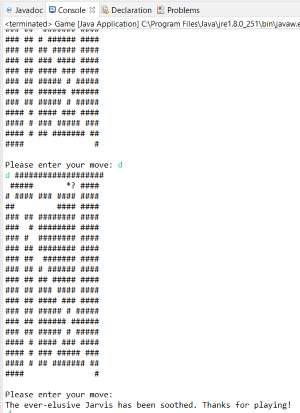 Javadoc Console Declaration Problems
<terminated> Game [Java Application] C:\Program Files\Java\jre1.8.0_251\bin\javaw.e
### ## ####### ####
### ## # ###### ####
### ## ## ##### ####
### ## ### #### ####
### ## #### ### ####
### ## ##### # #####
### ## ###### ######
### ## ##### # #####
#### # #### ### ####
#### # ### ##### ###
#### # ## ####### ##
####              #
Please enter your move: d
d ###################
 #####       *? ####
# #### ### #### ####
##         #### ####
### ## ######## ####
###  # ######## ####
### #  ######## ####
### ## ######## ####
### ##  ####### ####
### ## # ###### ####
### ## ## ##### ####
### ## ### #### ####
### ## #### ### ####
### ## ##### # #####
### ## ###### ######
### ## ##### # #####
#### # #### ### ####
#### # ### ##### ###
#### # ## ####### ##
####              #
Please enter your move:
The ever-elusive Jarvis has been soothed. Thanks for playing!
d